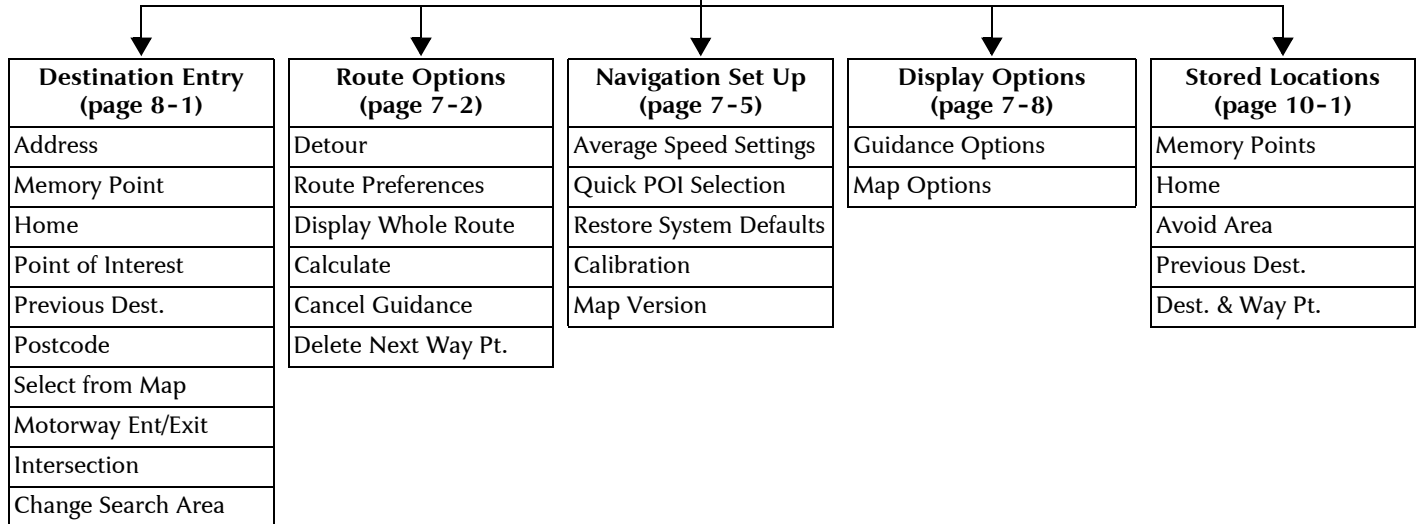 Destination Entry
(page 8-1)
Address
Memory Point
Home
Point of Interest
Previous Dest.
Postcode
Select from Map
Motorway Ent/Exit
Intersection
Change Search Area
Route Options
(page 7-2)
Detour
Route Preferences
Display Whole Route
Calculate
Cancel Guidance
Delete Next Way Pt.
Navigation Set Up
(page 7-5)
Average Speed Settings
Quick POI Selection
Restore System Defaults
Calibration
Map Version
Display Options
(page 7-8)
Guidance Options
Map Options
Stored Locations
(page 10-1)
Memory Points
Home
Avoid Area
Previous Dest.
Dest. & Way Pt.